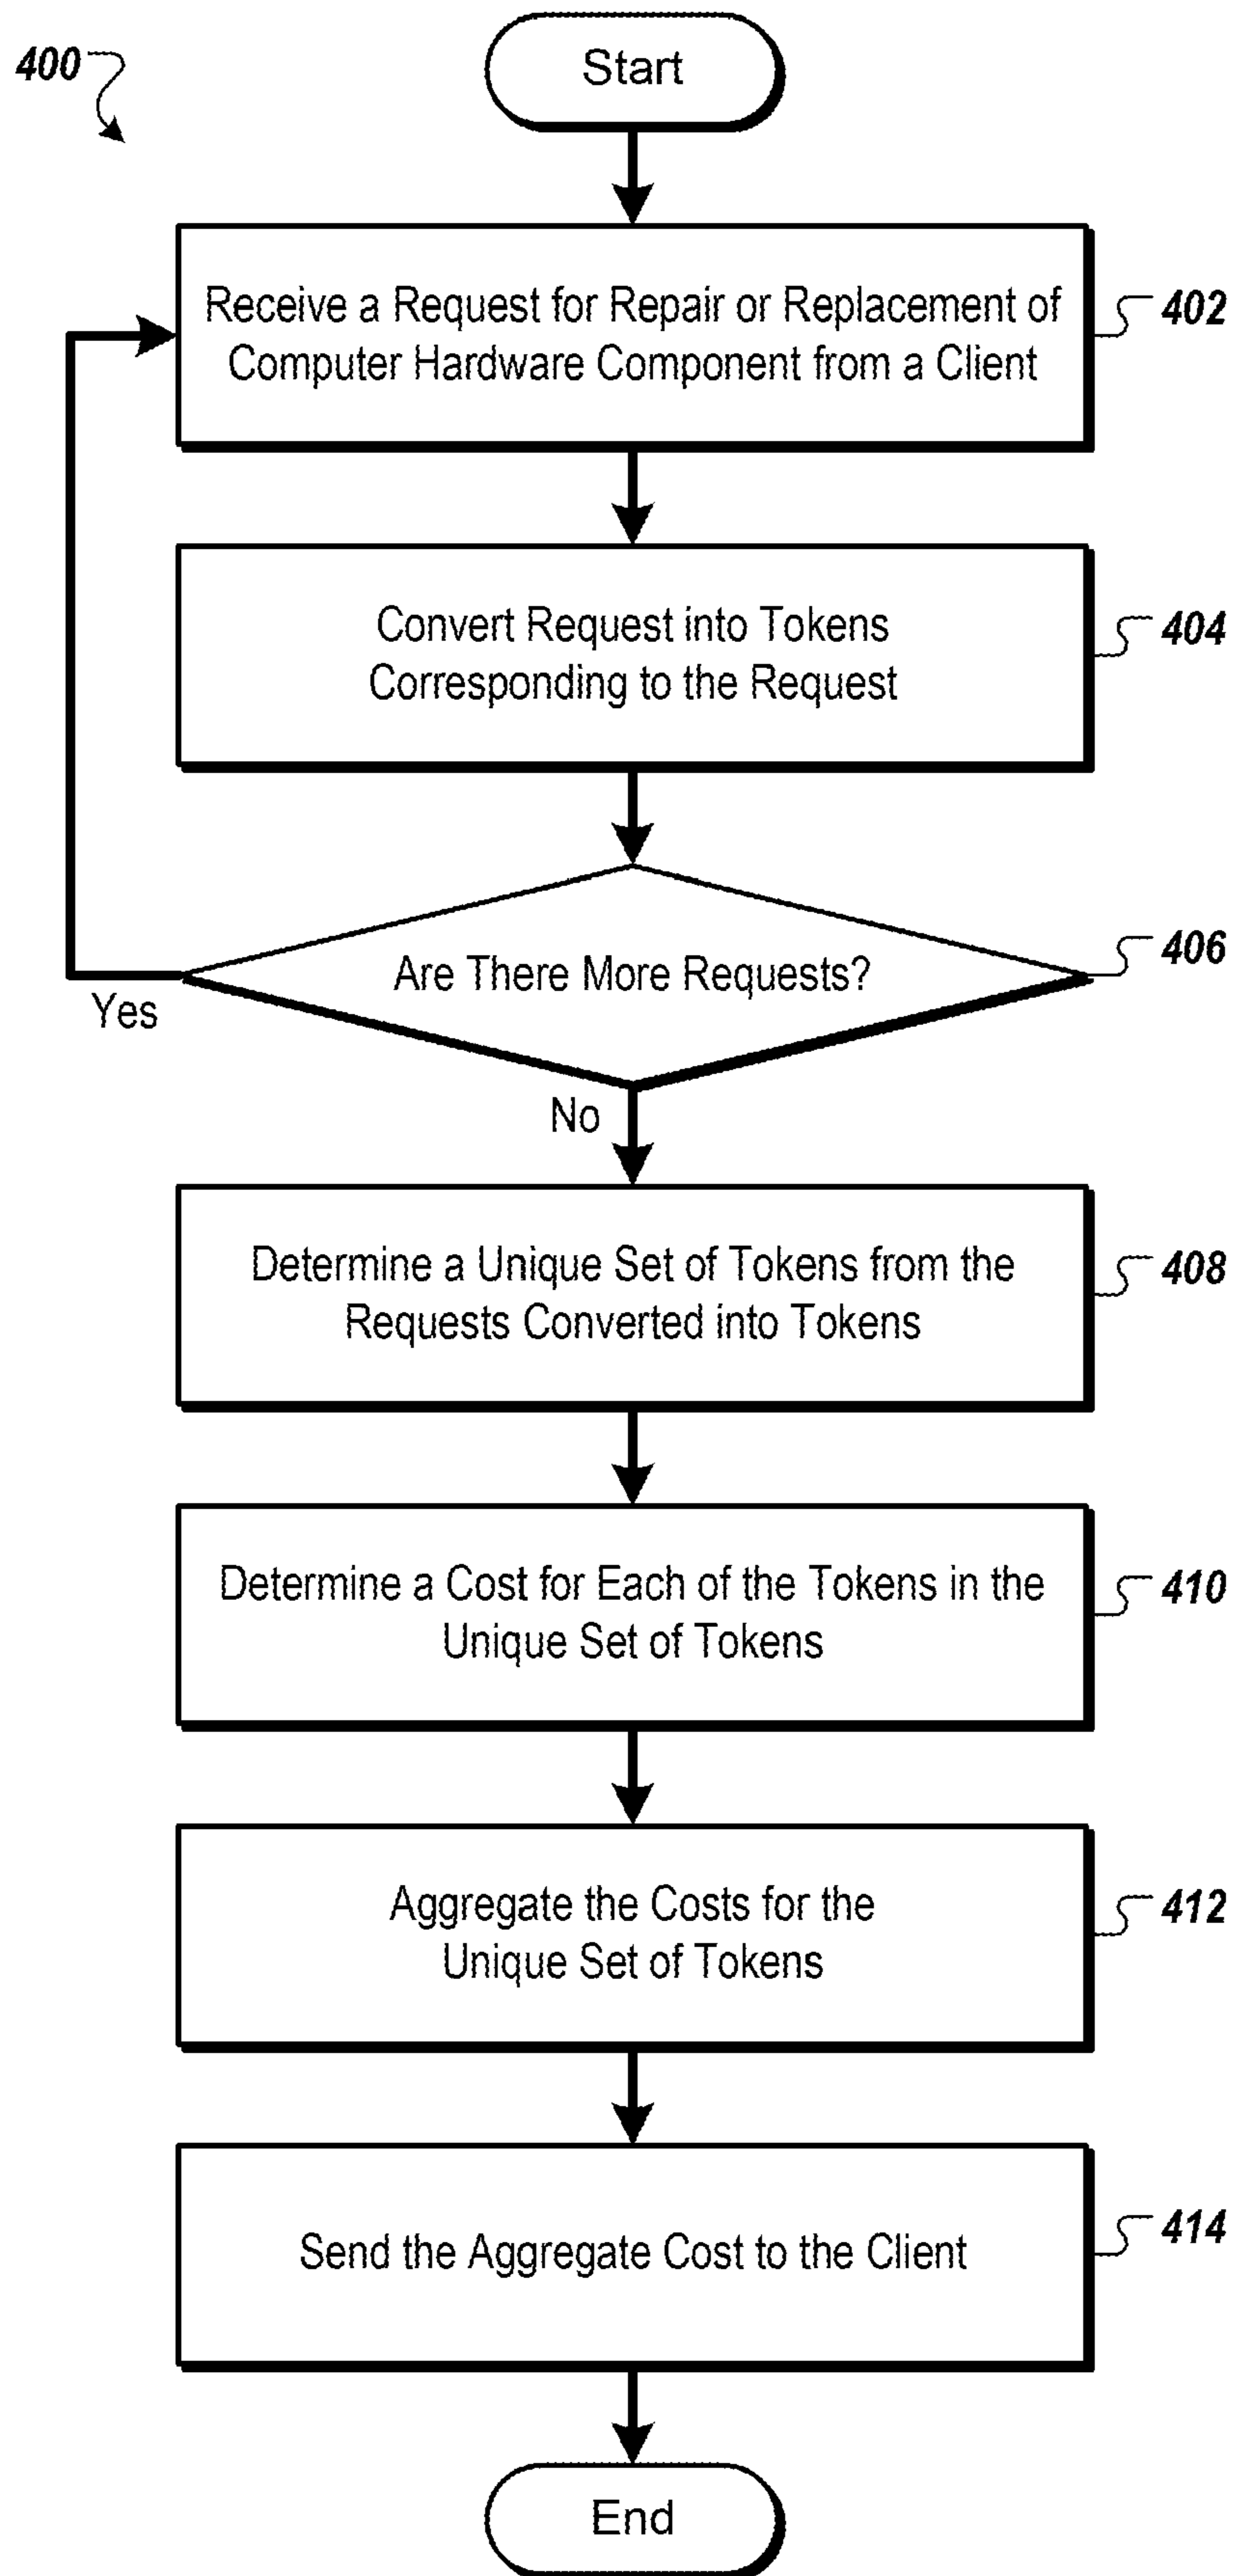 400
Start
Receive a Request for Repair or Replacement of
Computer Hardware Component from a Client
402
Convert Request into Tokens
Corresponding to the Request
404
Are There More Requests?
406
Yes
No
Determine a Unique Set of Tokens from the
Requests Converted into Tokens
408
Determine a Cost for Each of the Tokens in the
Unique Set of Tokens
410
Aggregate the Costs for the
Unique Set of Tokens
412
Send the Aggregate Cost to the Client
414
End